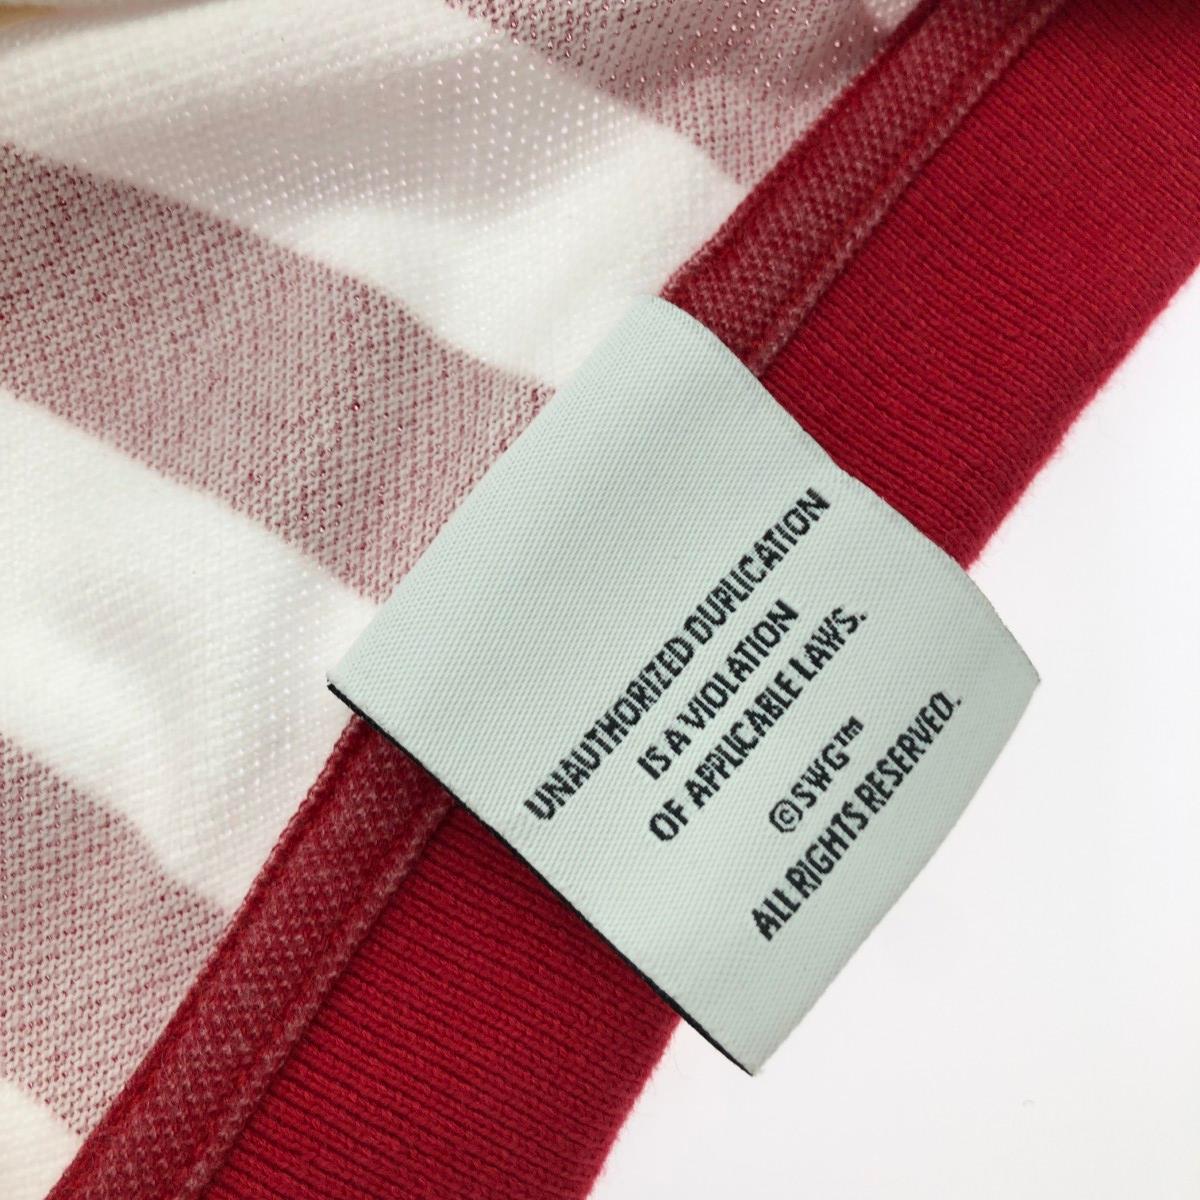 UNAUTHORIZED DUPLICATION
IS A VIOLATION
OF APPLICABLE LAWS.
©SWG™
ALL RIGHTS RESERVED.